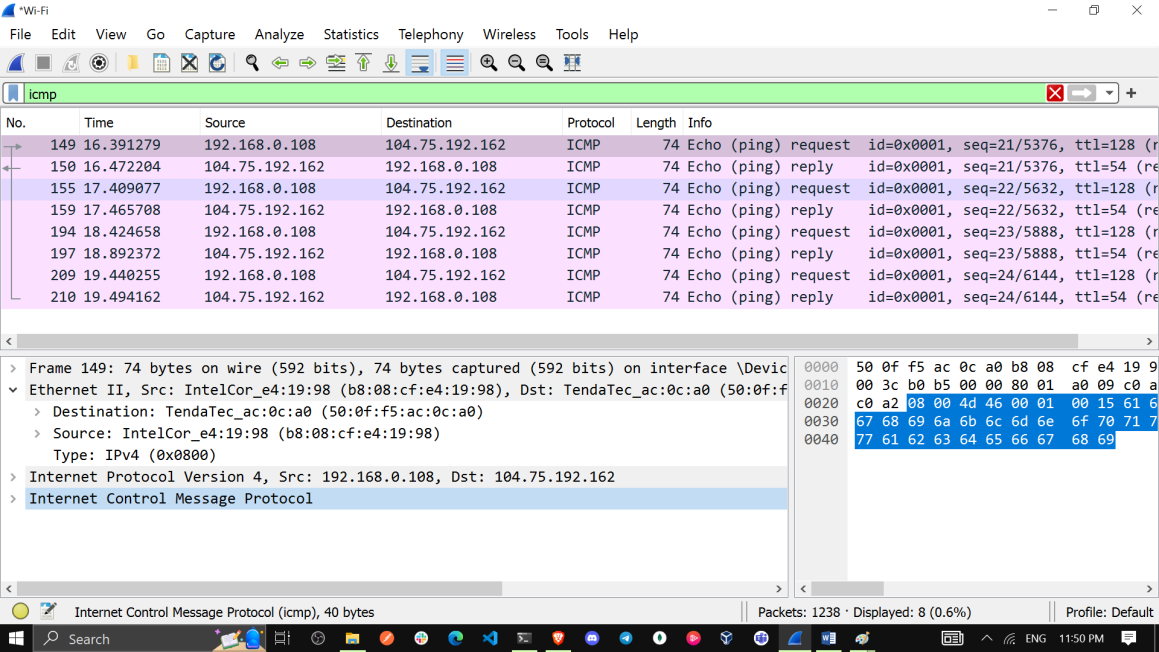 *Wi-Fi
File Edit View Go Capture Analyze Statistics Telephony Wireless Tools Help
icmp
No. Time Source Destination Protocol Length Info
149 16.391279 192.168.0.108 104.75.192.162 ICMP 74 Echo (ping) request id=0x0001, seq=21/5376, ttl=128 (r
150 16.472204 104.75.192.162 192.168.0.108 ICMP 74 Echo (ping) reply id=0x0001, seq=21/5376, ttl=54 (re
155 17.409077 192.168.0.108 104.75.192.162 ICMP 74 Echo (ping) request id=0x0001, seq=22/5632, ttl=128 (r
159 17.465708 104.75.192.162 192.168.0.108 ICMP 74 Echo (ping) reply id=0x0001, seq=22/5632, ttl=54 (re
194 18.424658 192.168.0.108 104.75.192.162 ICMP 74 Echo (ping) request id=0x0001, seq=23/5888, ttl=128 (r
197 18.892372 104.75.192.162 192.168.0.108 ICMP 74 Echo (ping) reply id=0x0001, seq=23/5888, ttl=54 (re
209 19.440255 192.168.0.108 104.75.192.162 ICMP 74 Echo (ping) request id=0x0001, seq=24/6144, ttl=128 (r
210 19.494162 104.75.192.162 192.168.0.108 ICMP 74 Echo (ping) reply id=0x0001, seq=24/6144, ttl=54 (re
Frame 149: 74 bytes on wire (592 bits), 74 bytes captured (592 bits) on interface \Devic
Ethernet II, Src: IntelCor_e4:19:98 (b8:08:cf:e4:19:98), Dst: TendaTec_ac:0c:a0 (50:0f:f
Destination: TendaTec_ac:0c:a0 (50:0f:f5:ac:0c:a0)
Source: IntelCor_e4:19:98 (b8:08:cf:e4:19:98)
Type: IPv4 (0x0800)
Internet Protocol Version 4, Src: 192.168.0.108, Dst: 104.75.192.162
Internet Control Message Protocol
0000 50 0f f5 ac 0c a0 b8 08 cf e4 19 9
0010 00 3c b0 b5 00 00 80 01 a0 09 c0 a
0020 c0 a2 08 00 4d 46 00 01 00 15 61 6
0030 67 68 69 6a 6b 6c 6d 6e 6f 70 71 7
0040 77 61 62 63 64 65 66 67 68 69
Internet Control Message Protocol (icmp), 40 bytes
Packets: 1238 · Displayed: 8 (0.6%)
Profile: Default
Search
ENG 11:50 PM